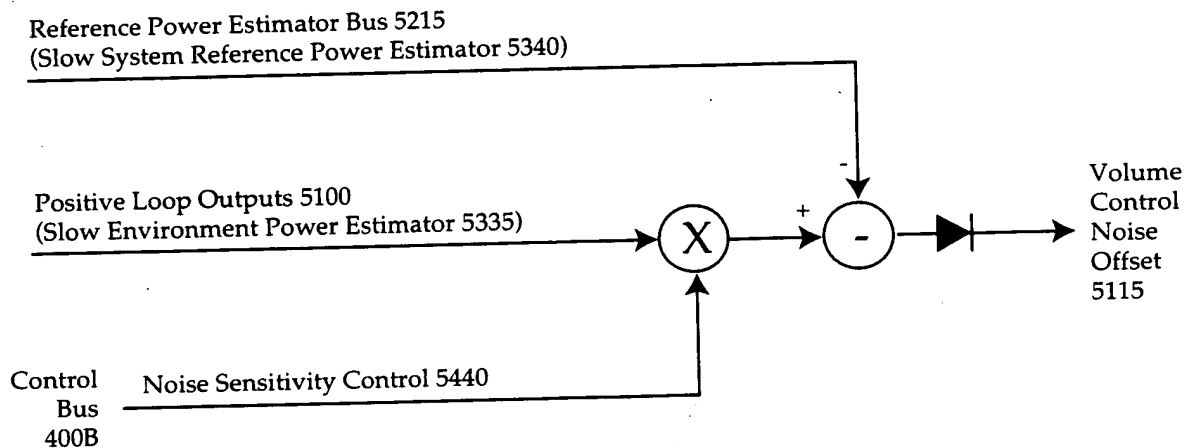 Reference Power Estimator Bus 5215
(Slow System Reference Power Estimator 5340)
-
Positive Loop Outputs 5100
(Slow Environment Power Estimator 5335)
X
+
-
Volume
Control
Noise
Offset
5115
Control
Bus
400B
Noise Sensitivity Control 5440